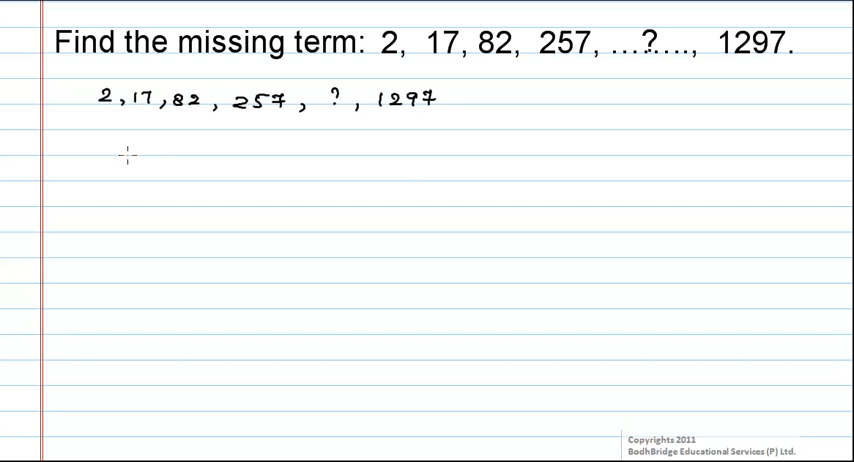 Find the missing term: 2, 17, 82, 257, …?…., 1297.
2, 17, 82, 257, ?, 1297
Copyrights 2011
BodhBridge Educational Services (P) Ltd.